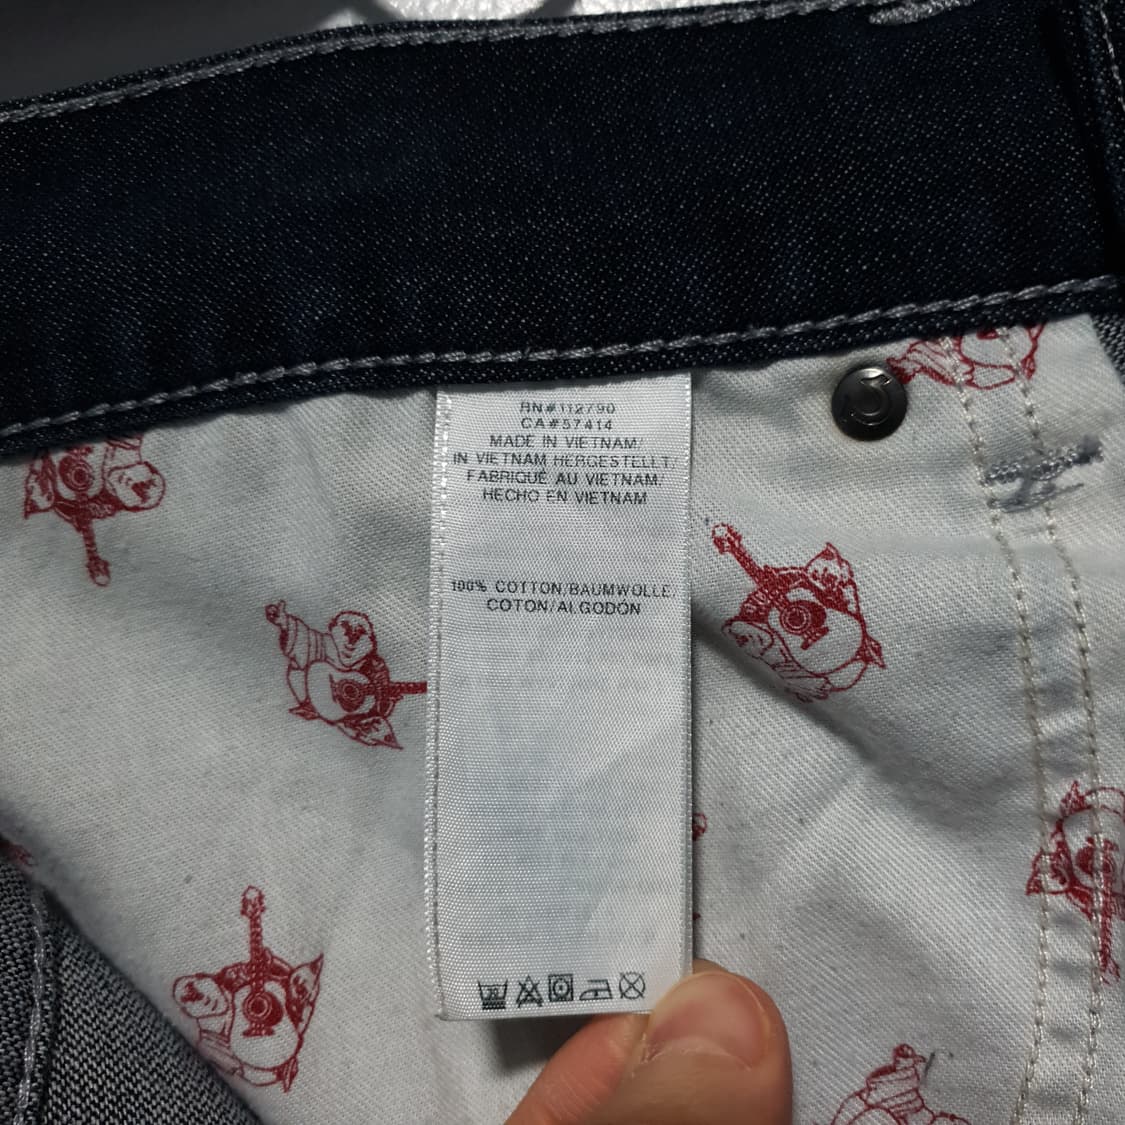 RN#112790
CA#57414
MADE IN VIETNAM/
IN VIETNAM HERGESTELLT/
FABRIQUÉ AU VIETNAM/
HECHO EN VIETNAM
100% COTTON/BAUMWOLLE
COTON/ALGODÓN